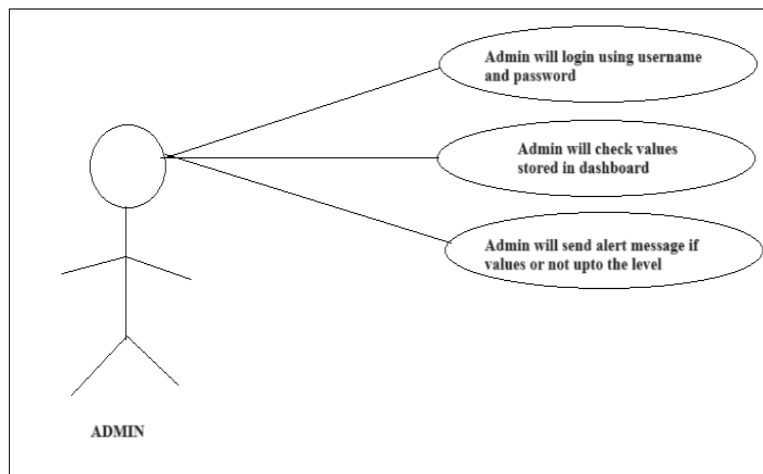 Admin will login using username
and password
Admin will check values
stored in dashboard
Admin will send alert message if
values or not upto the level
ADMIN